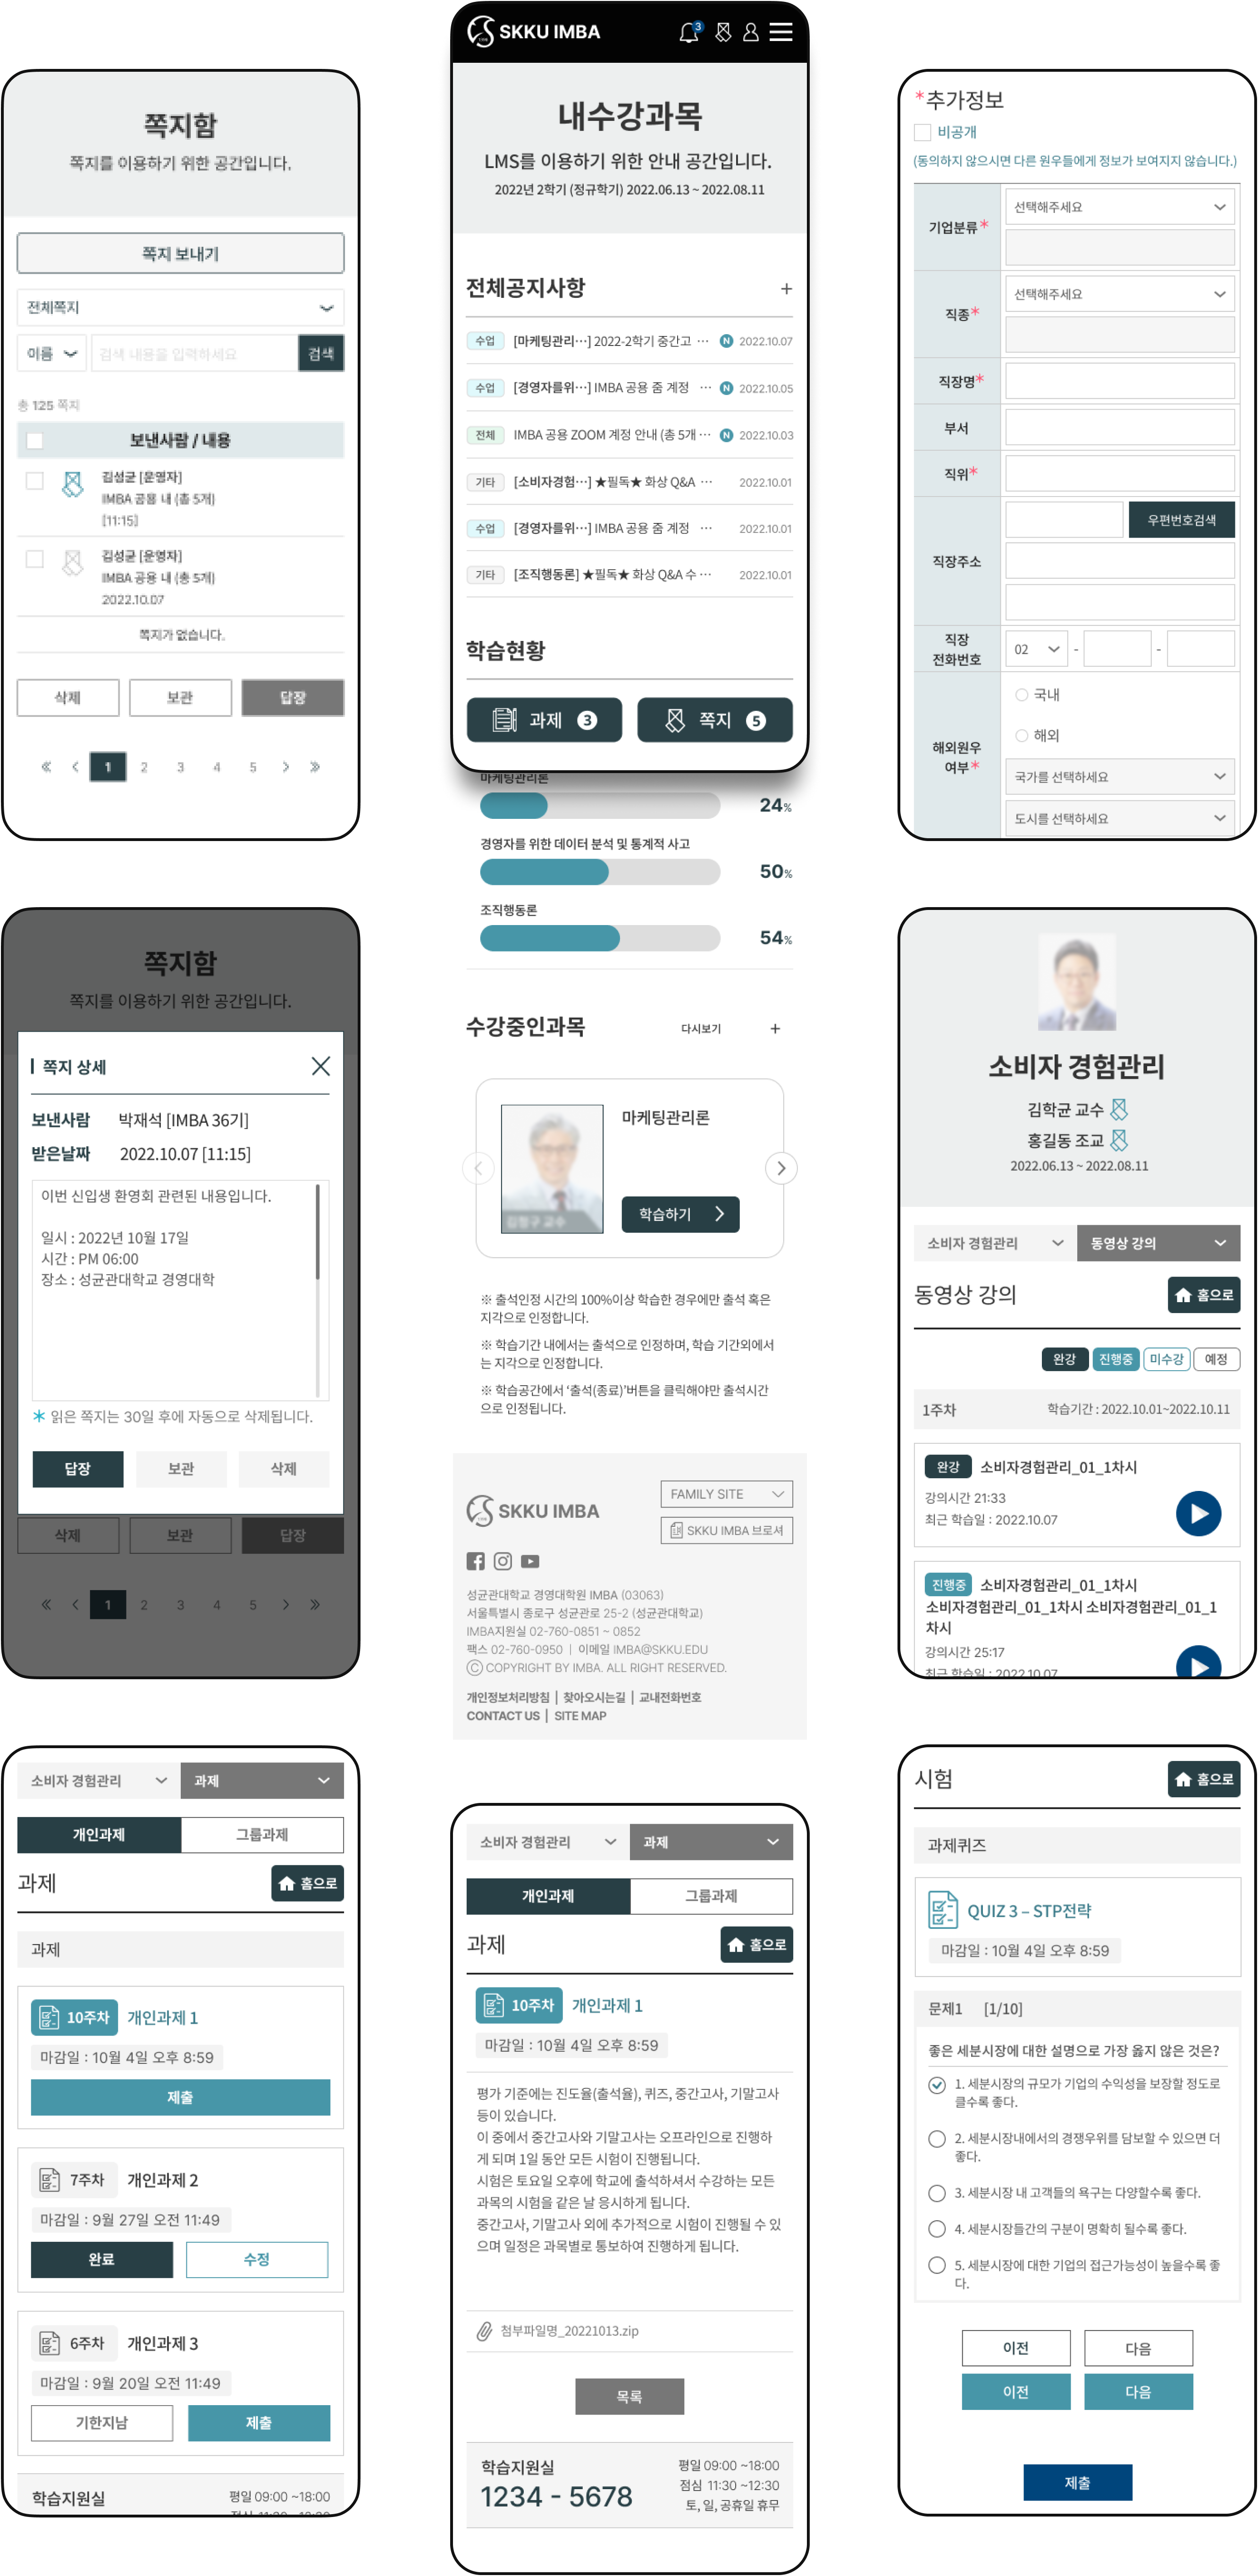 쪽지함
쪽지를 이용하기 위한 공간입니다.
쪽지 보내기
전체쪽지
이름
검색 내용을 입력하세요
검색
총 125 쪽지
보낸사람 / 내용
김성균 [운영자]
IMBA 공용 내 (총 5개)
[11:15]
김성균 [운영자]
IMBA 공용 내 (총 5개)
2022.10.07
쪽지가 없습니다.
삭제 보관 답장
« < 1 2 3 4 5 > »
SKKU IMBA
3
내수강과목
LMS를 이용하기 위한 안내 공간입니다.
2022년 2학기 (정규학기) 2022.06.13 ~ 2022.08.11
전체공지사항 +
수업 [마케팅관리…] 2022-2학기 중간고 … N 2022.10.07
수업 [경영자를위…] IMBA 공용 줌 계정 … N 2022.10.05
전체 IMBA 공용 ZOOM 계정 안내 (총 5개 … N 2022.10.03
기타 [소비자경험…] ★필독★ 화상 Q&A … 2022.10.01
수업 [경영자를위…] IMBA 공용 줌 계정 … 2022.10.01
기타 [조직행동론] ★필독★ 화상 Q&A 수 … 2022.10.01
학습현황
과제 3 쪽지 5
마케팅관리론
24%
경영자를 위한 데이터 분석 및 통계적 사고
50%
조직행동론
54%
수강중인과목 다시보기 +
마케팅관리론
학습하기 >
※ 출석인정 시간의 100%이상 학습한 경우에만 출석 혹은
지각으로 인정합니다.
※ 학습기간 내에서는 출석으로 인정하며, 학습 기간외에서
는 지각으로 인정합니다.
※ 학습공간에서 ‘출석(종료)’버튼을 클릭해야만 출석시간
으로 인정됩니다.
SKKU IMBA
FAMILY SITE
SKKU IMBA 브로셔
성균관대학교 경영대학원 IMBA (03063)
서울특별시 종로구 성균관로 25-2 (성균관대학교)
IMBA지원실 02-760-0851 ~ 0852
팩스 02-760-0950 | 이메일 IMBA@SKKU.EDU
Ⓒ COPYRIGHT BY IMBA. ALL RIGHT RESERVED.
개인정보처리방침 | 찾아오시는길 | 교내전화번호
CONTACT US | SITE MAP
*추가정보
비공개
(동의하지 않으시면 다른 원우들에게 정보가 보여지지 않습니다.)
기업분류* 선택해주세요
직종* 선택해주세요
직장명*
부서
직위*
우편번호검색
직장주소
직장
전화번호
02 - -
해외원우
여부*
국내
해외
국가를 선택하세요
도시를 선택하세요
쪽지함
쪽지를 이용하기 위한 공간입니다.
쪽지 상세
보낸사람 박재석 [IMBA 36기]
받은날짜 2022.10.07 [11:15]
이번 신입생 환영회 관련된 내용입니다.
일시 : 2022년 10월 17일
시간 : PM 06:00
장소 : 성균관대학교 경영대학
* 읽은 쪽지는 30일 후에 자동으로 삭제됩니다.
답장 보관 삭제
삭제 보관 답장
« < 1 2 3 4 5 > »
소비자 경험관리
김학균 교수
홍길동 조교
2022.06.13 ~ 2022.08.11
소비자 경험관리 동영상 강의
동영상 강의 홈으로
완강 진행중 미수강 예정
1주차 학습기간 : 2022.10.01~2022.10.11
완강 소비자경험관리_01_1차시
강의시간 21:33
최근 학습일 : 2022.10.07
진행중 소비자경험관리_01_1차시
소비자경험관리_01_1차시 소비자경험관리_01_1
차시
강의시간 25:17
최근 학습일 : 2022.10.07
소비자 경험관리 과제
개인과제 그룹과제
과제 홈으로
과제
10주차 개인과제 1
마감일 : 10월 4일 오후 8:59
제출
7주차 개인과제 2
마감일 : 9월 27일 오전 11:49
완료 수정
6주차 개인과제 3
마감일 : 9월 20일 오전 11:49
기한지남 제출
학습지원실 평일 09:00 ~18:00
소비자 경험관리 과제
개인과제 그룹과제
과제 홈으로
10주차 개인과제 1
마감일 : 10월 4일 오후 8:59
평가 기준에는 진도율(출석율), 퀴즈, 중간고사, 기말고사
등이 있습니다.
이 중에서 중간고사와 기말고사는 오프라인으로 진행하
게 되며 1일 동안 모든 시험이 진행됩니다.
시험은 토요일 오후에 학교에 출석하셔서 수강하는 모든
과목의 시험을 같은 날 응시하게 됩니다.
중간고사, 기말고사 외에 추가적으로 시험이 진행될 수 있
으며 일정은 과목별로 통보하여 진행하게 됩니다.
첨부파일명_20221013.zip
목록
학습지원실
1234 - 5678
평일 09:00 ~18:00
점심 11:30 ~12:30
토, 일, 공휴일 휴무
시험 홈으로
과제퀴즈
QUIZ 3 – STP전략
마감일 : 10월 4일 오후 8:59
문제1 [1/10]
좋은 세분시장에 대한 설명으로 가장 옳지 않은 것은?
1. 세분시장의 규모가 기업의 수익성을 보장할 정도로
클수록 좋다.
2. 세분시장내에서의 경쟁우위를 담보할 수 있으면 더
좋다.
3. 세분시장 내 고객들의 욕구는 다양할수록 좋다.
4. 세분시장들간의 구분이 명확히 될수록 좋다.
5. 세분시장에 대한 기업의 접근가능성이 높을수록 좋
다.
이전 다음
이전 다음
제출